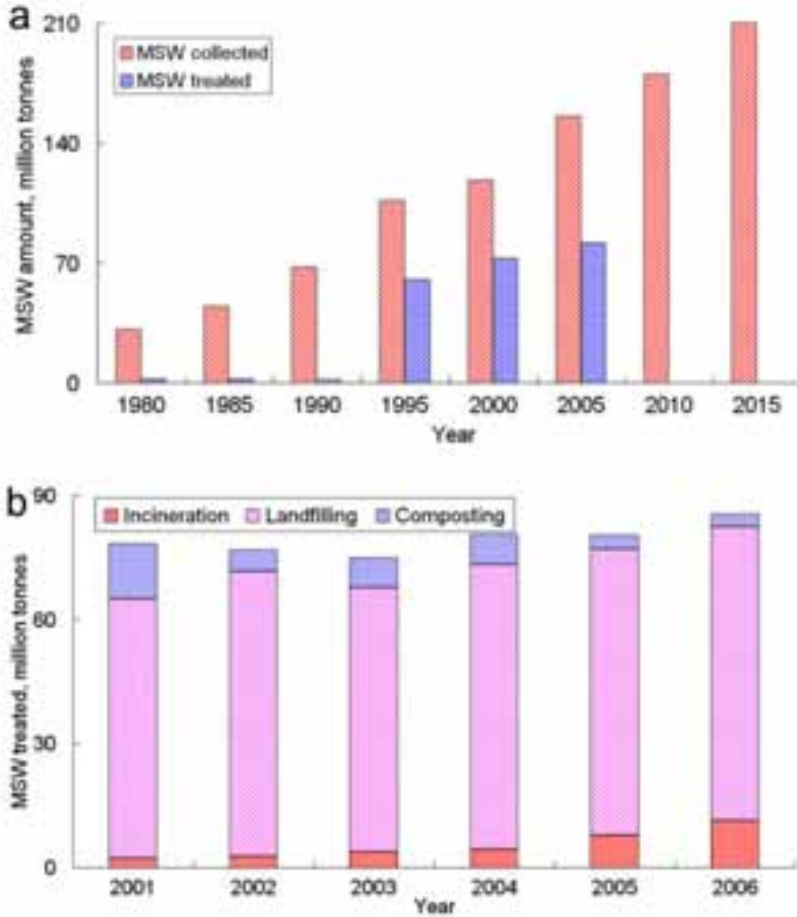 a
210
140
70
0
MSW amount, million tonnes
MSW collected
MSW treated
1980 1985 1990 1995 2000 2005 2010 2015
Year
b
90
60
30
0
MSW treated, million tonnes
Incineration Landfilling Composting
2001 2002 2003 2004 2005 2006
Year